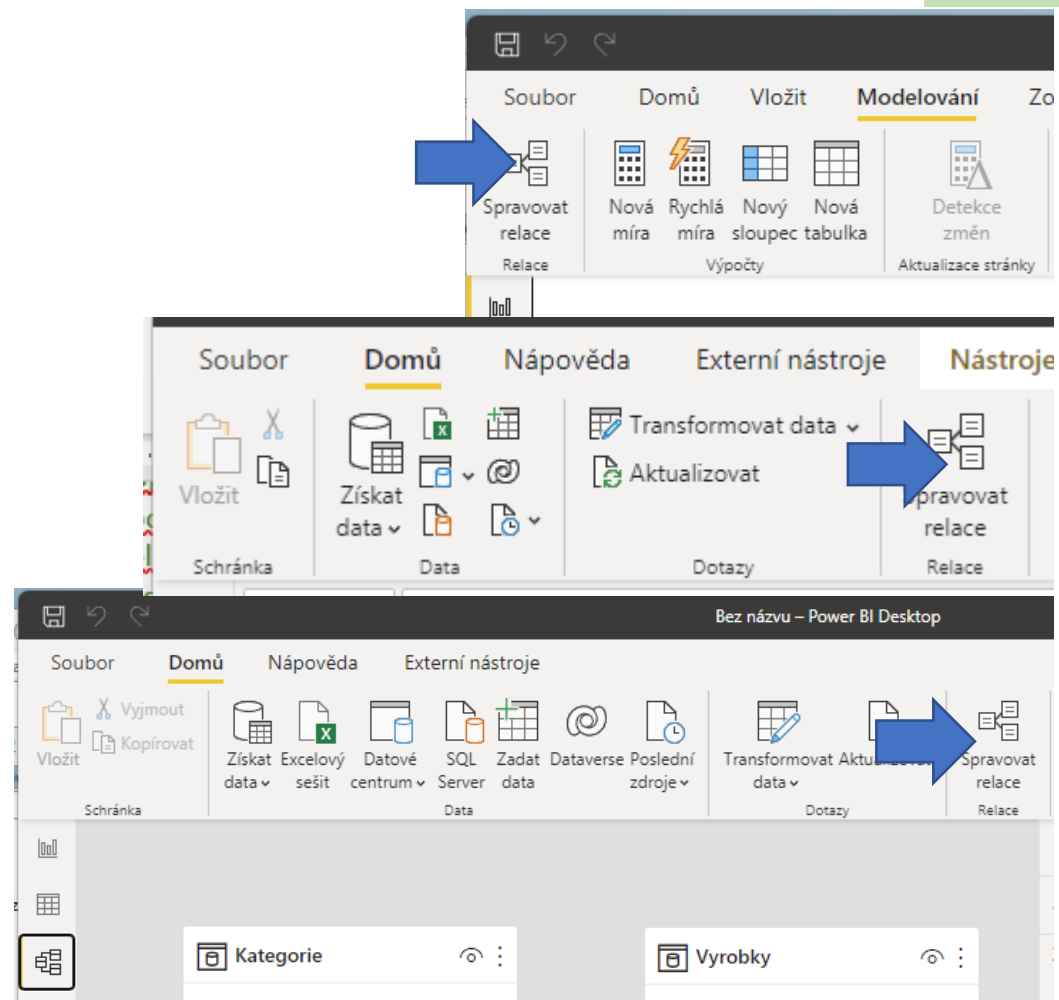 Soubor Domů Vložit Modelování Zo
Spravovat relace
Nová míra
Rychlá míra
Nový sloupec
Nová tabulka
Detekce změn
Relace Výpočty Aktualizace stránky
Soubor Domů Nápověda Externí nástroje Nástroje
Vložit
Získat data
Transformovat data
Aktualizovat
relace
Schránka Data Dotazy Relace
Bez názvu – Power BI Desktop
Soubor Domů Nápověda Externí nástroje
Vložit
Vyjmout
Kopírovat
Získat data
Excelový sešit
Datové centrum
SQL Server
Zadat data
Dataverse
Poslední zdroje
Transformovat data
Spravovat relace
Schránka Data Dotazy Relace
Kategorie Vyrobky